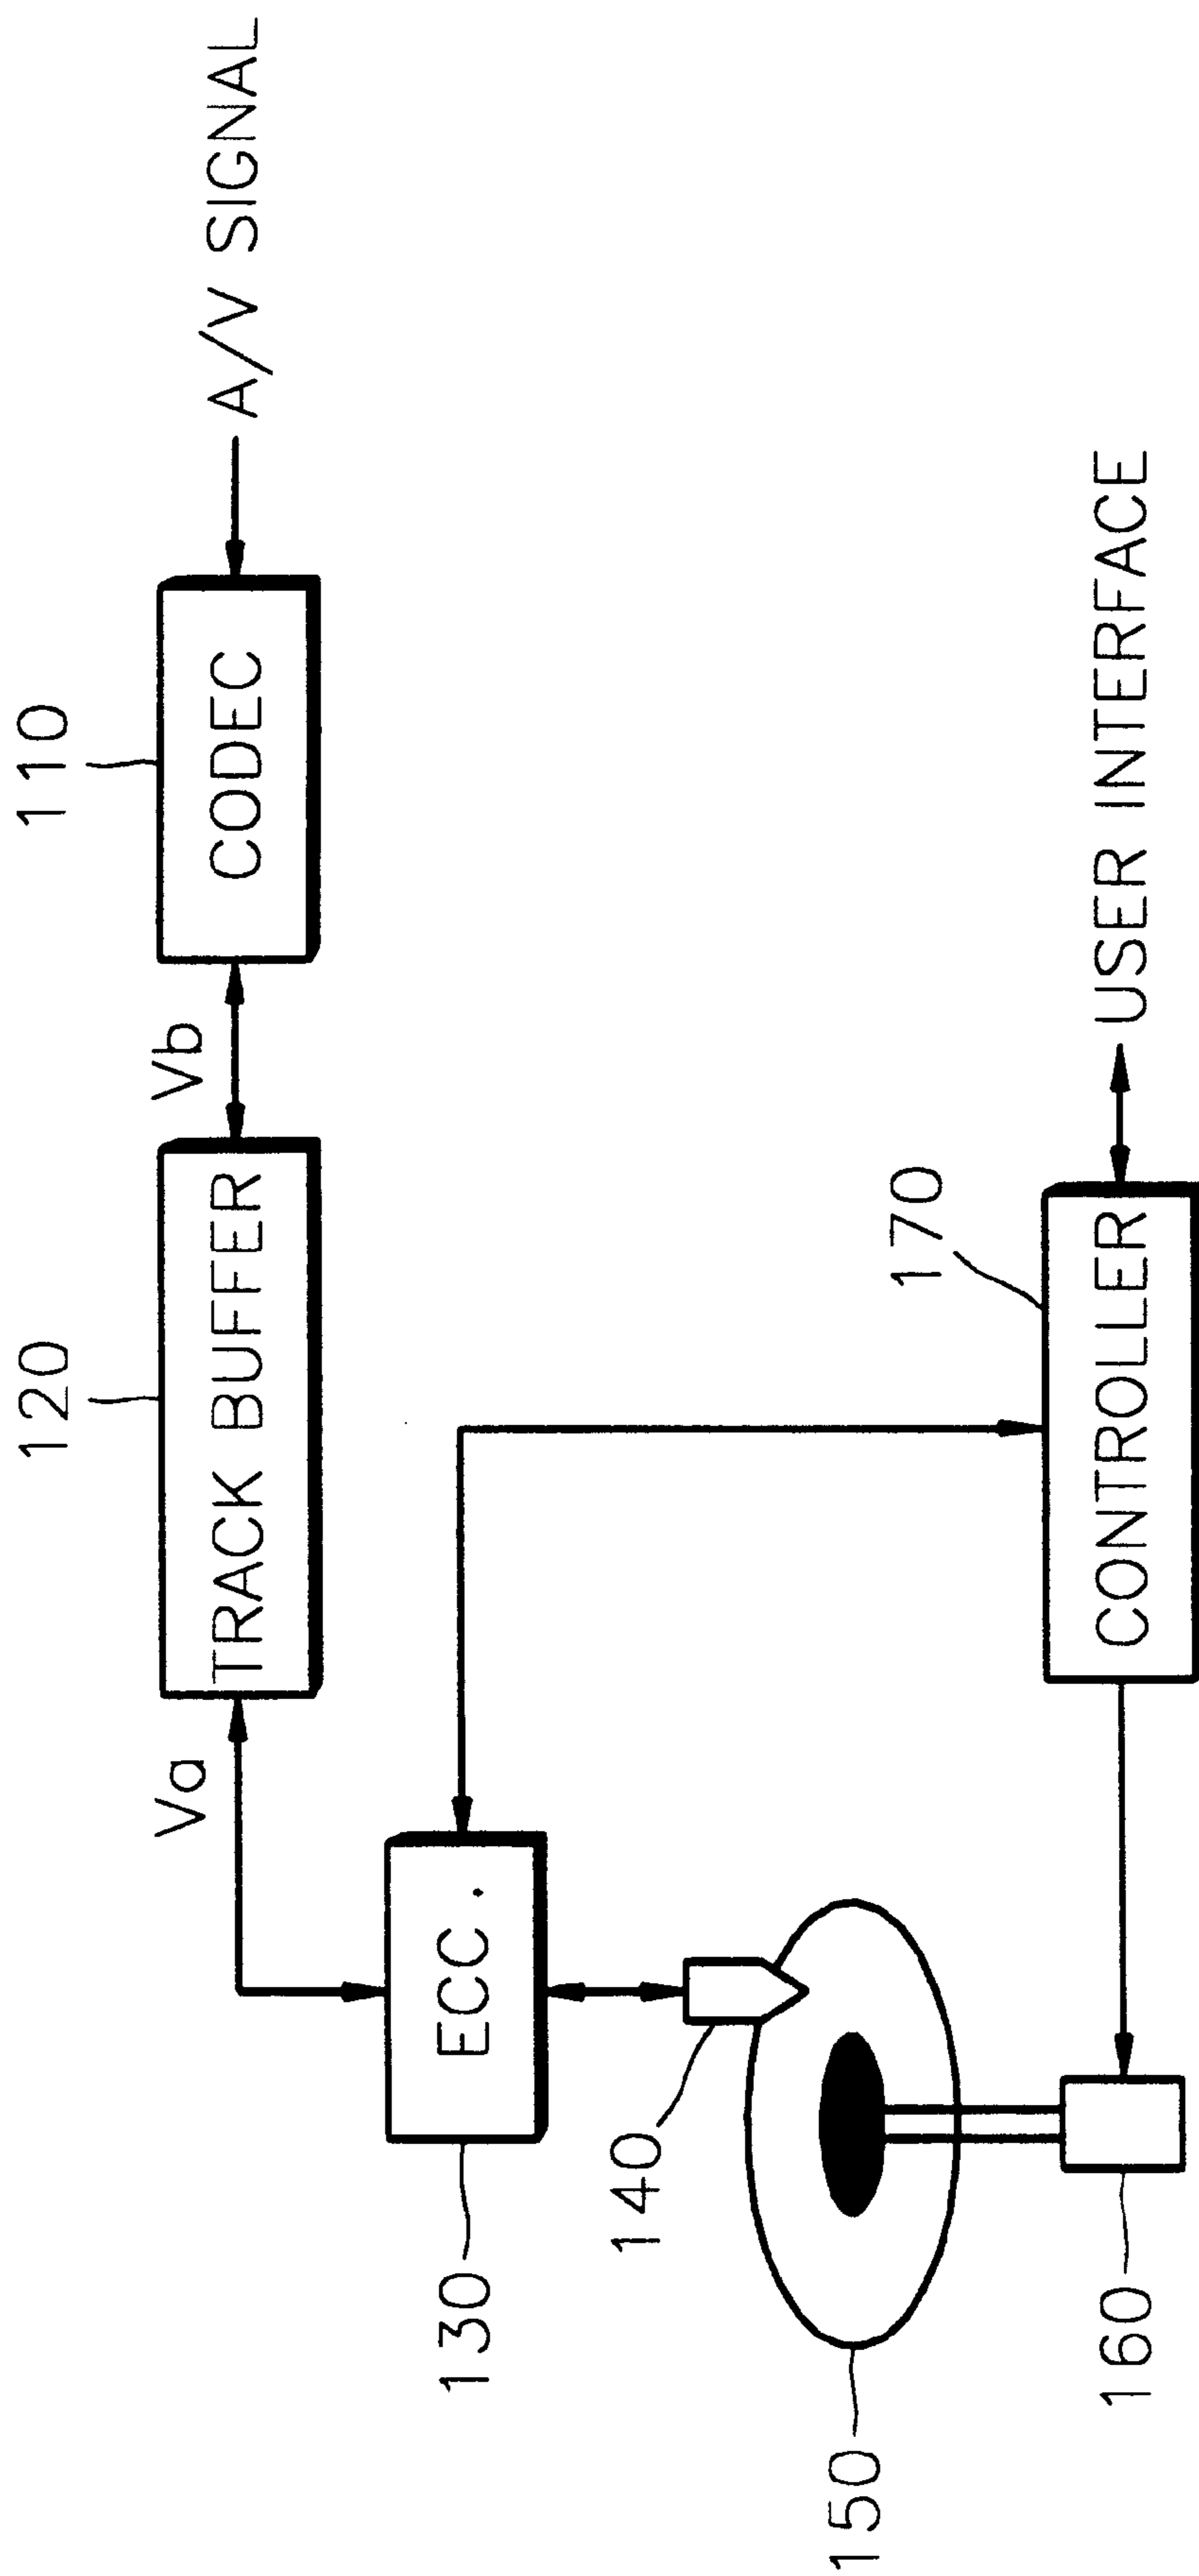 110
120
A/V SIGNAL
CODEC
Vb
TRACK BUFFER
Va
130
ECC.
140
150
170
USER INTERFACE
CONTROLLER
160